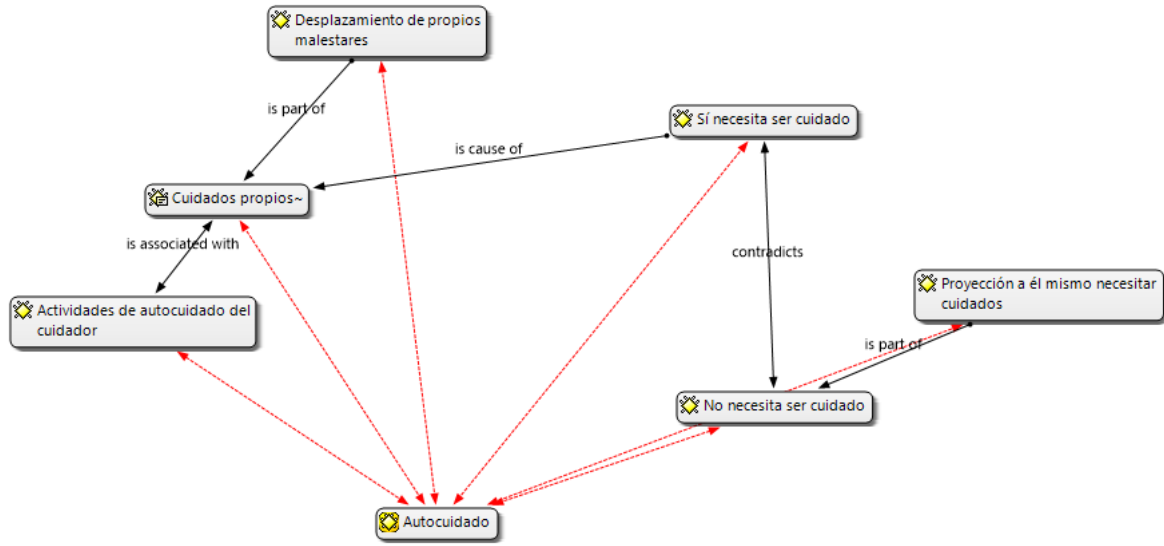 Desplazamiento de propios
malestares
is part of
Sí necesita ser cuidado
is cause of
Cuidados propios~
is associated with
contradicts
Actividades de autocuidado del
cuidador
Proyección a él mismo necesitar
cuidados
is part of
No necesita ser cuidado
Autocuidado